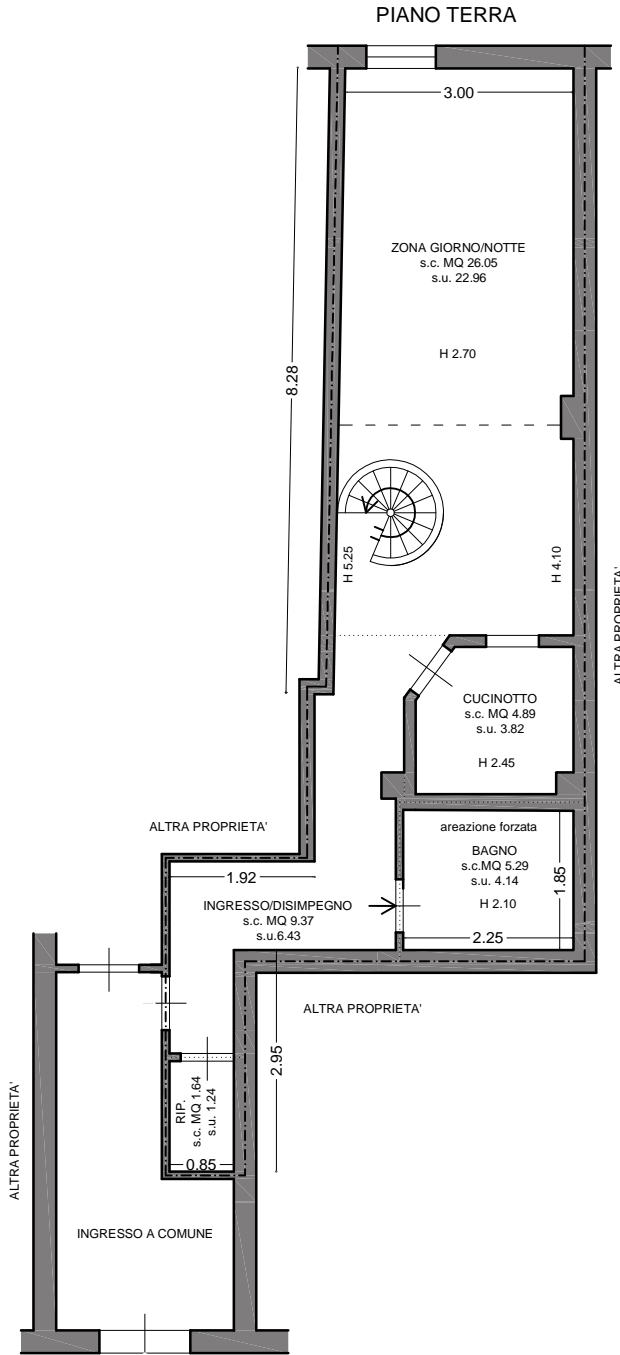 PIANO TERRA
3.00
ZONA GIORNO/NOTTE
s.c. MQ 26.05
s.u. 22.96
H 2.70
8.28
H 5.25
H 4.10
ALTRA PROPRIETA'
CUCINOTTO
s.c. MQ 4.89
s.u. 3.82
H 2.45
ALTRA PROPRIETA'
areazione forzata
BAGNO
s.c.MQ 5.29
s.u. 4.14
H 2.10
1.85
2.25
1.92
INGRESSO/DISIMPEGNO
s.c. MQ 9.37
s.u.6.43
ALTRA PROPRIETA'
2.95
RIP.
s.c. MQ 1.64
s.u. 1.24
0.85
ALTRA PROPRIETA'
INGRESSO A COMUNE